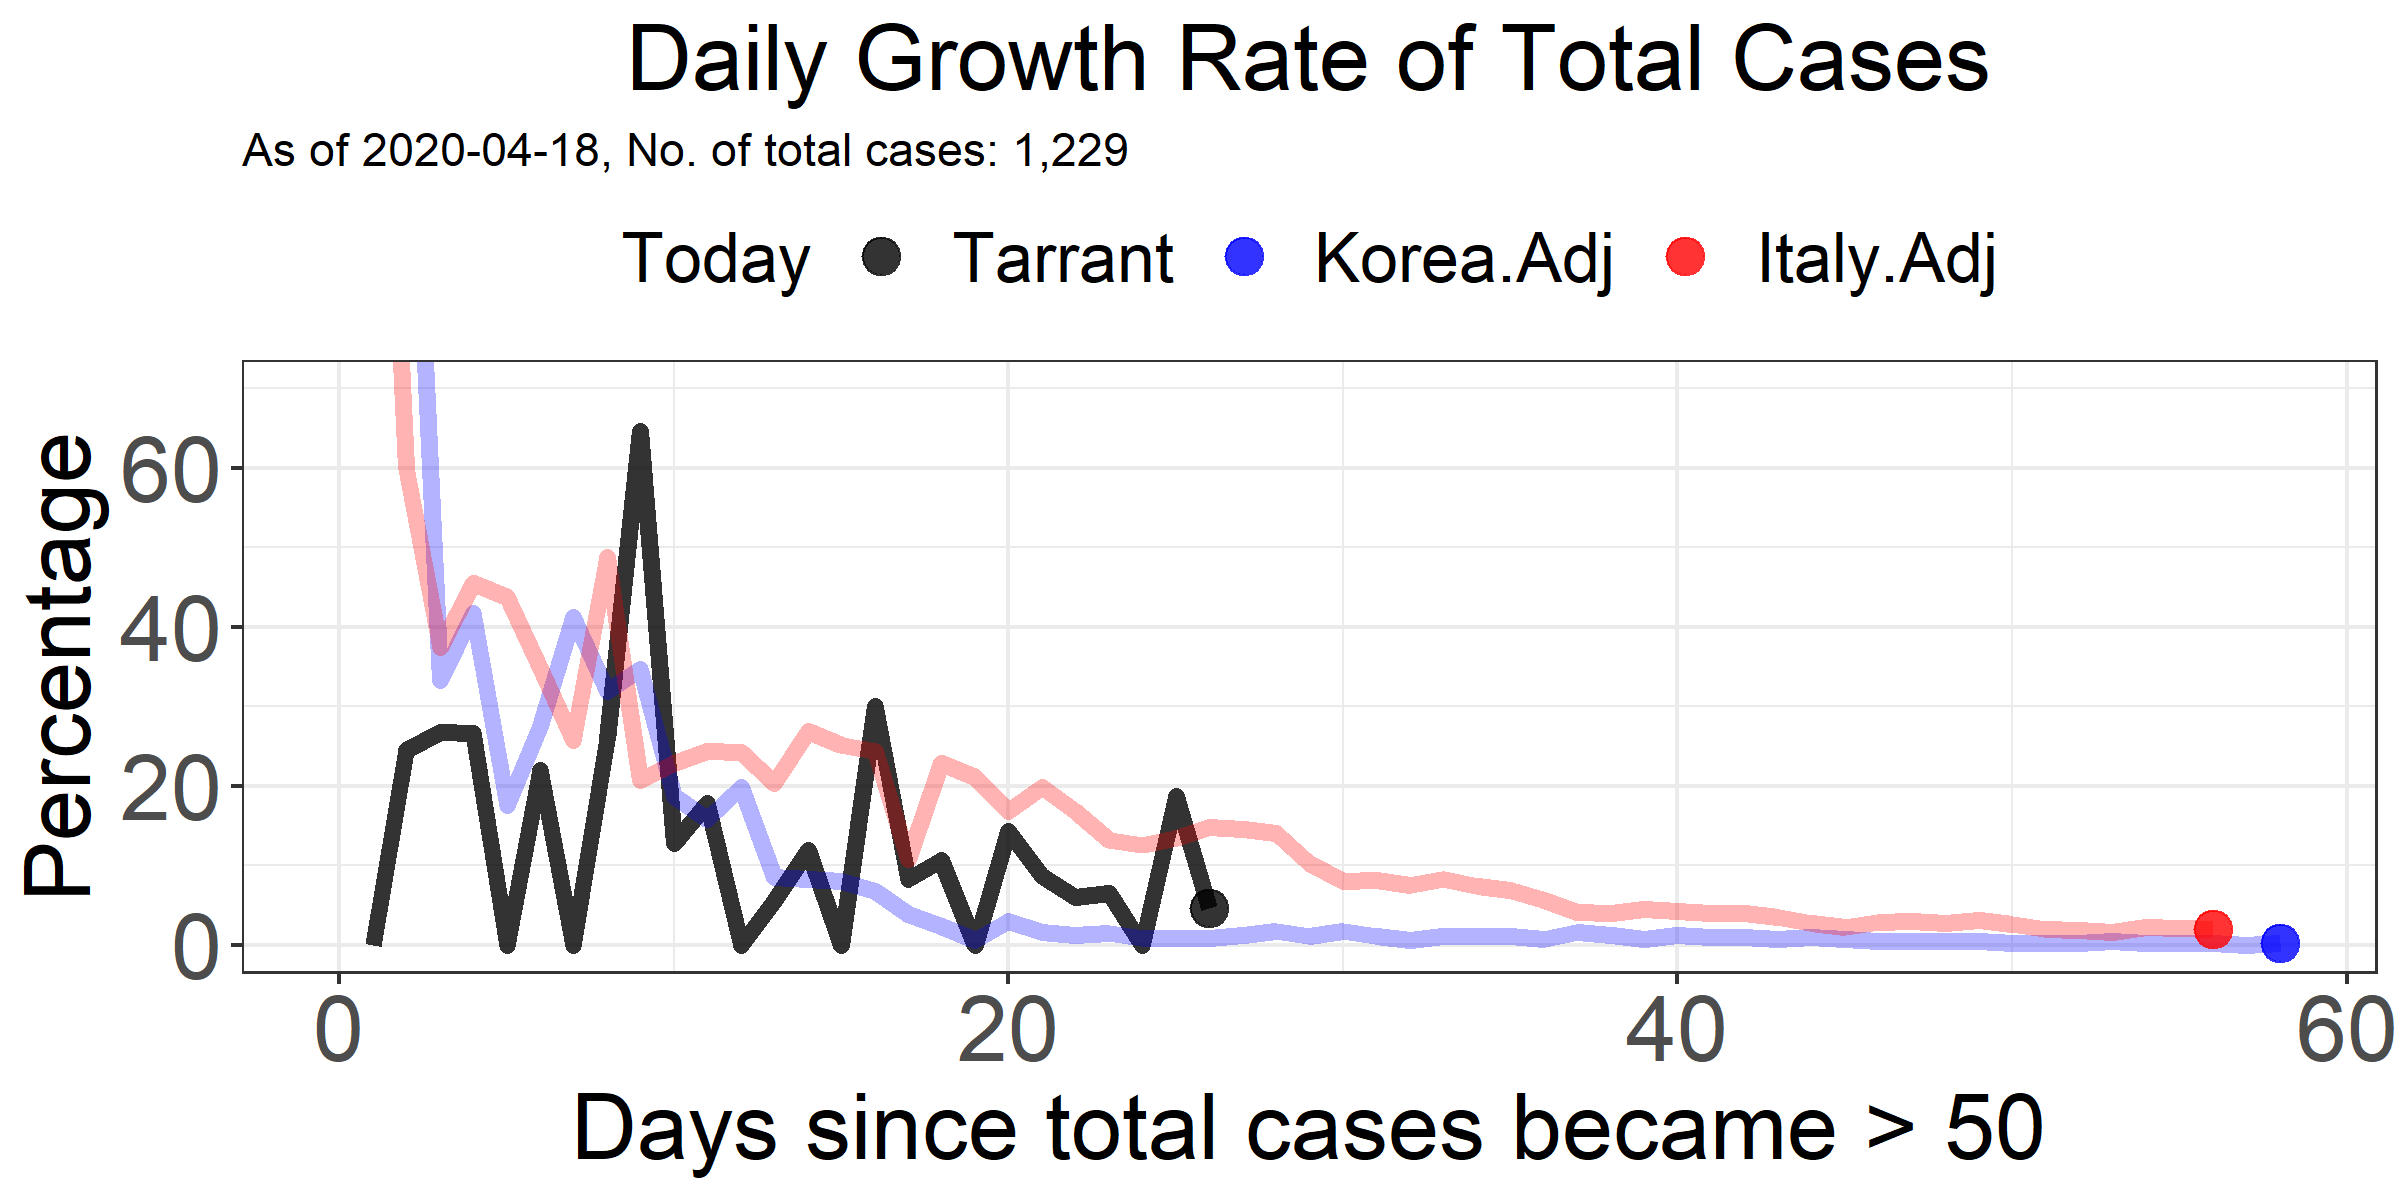 Daily Growth Rate of Total Cases
As of 2020-04-18, No. of total cases: 1,229
Today Tarrant Korea.Adj Italy.Adj
Percentage
60
40
20
0
0 20 40 60
Days since total cases became > 50